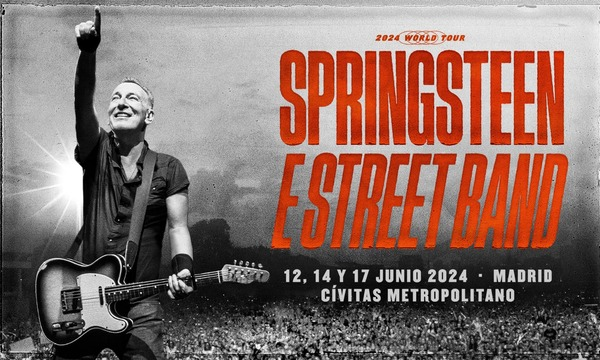 2024 WORLD TOUR
SPRINGSTEEN
E STREET BAND
12, 14 Y 17 JUNIO 2024 · MADRID
CÍVITAS METROPOLITANO